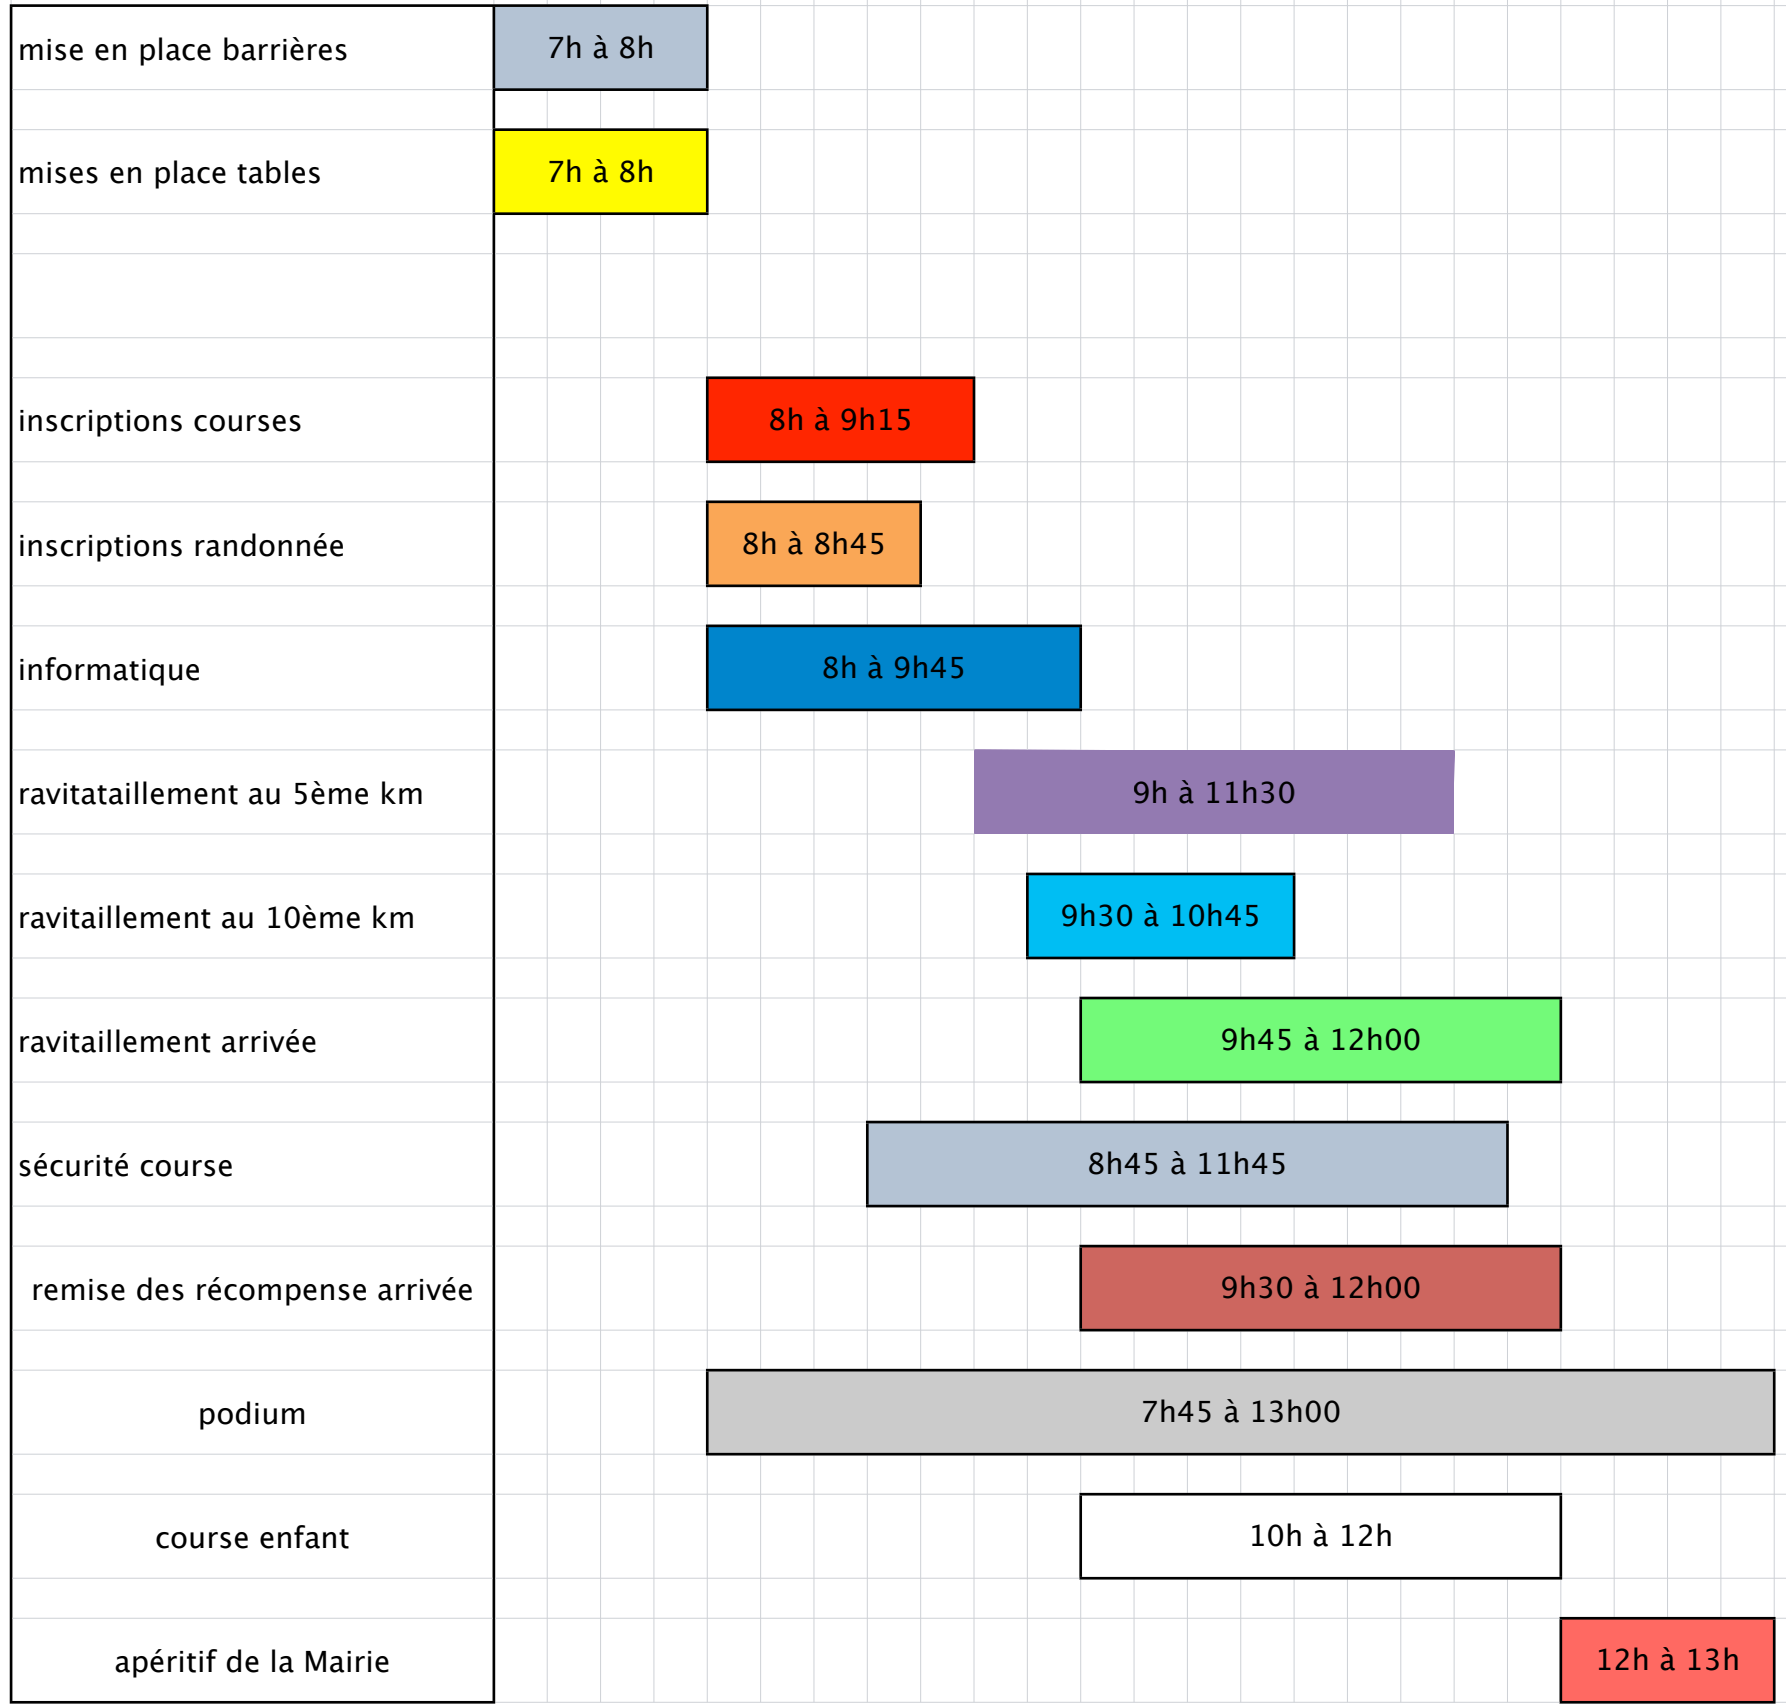 mise en place barrières 7h à 8h
mises en place tables 7h à 8h
inscriptions courses 8h à 9h15
inscriptions randonnée 8h à 8h45
informatique 8h à 9h45
ravitataillement au 5ème km 9h à 11h30
ravitaillement au 10ème km 9h30 à 10h45
ravitaillement arrivée 9h45 à 12h00
sécurité course 8h45 à 11h45
remise des récompense arrivée 9h30 à 12h00
podium 7h45 à 13h00
course enfant 10h à 12h
apéritif de la Mairie 12h à 13h